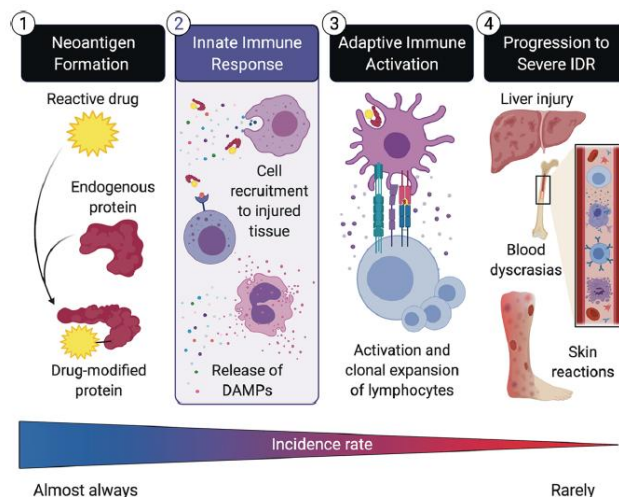 1
Neoantigen
Formation
Reactive drug
Endogenous
protein
Drug-modified
protein
2
Innate Immune
Response
Cell
recruitment
to injured
tissue
Release of
DAMPs
3
Adaptive Immune
Activation
Activation and
clonal expansion
of lymphocytes
4
Progression to
Severe IDR
Liver injury
Blood
dyscrasias
Skin
reactions
Incidence rate
Almost always
Rarely